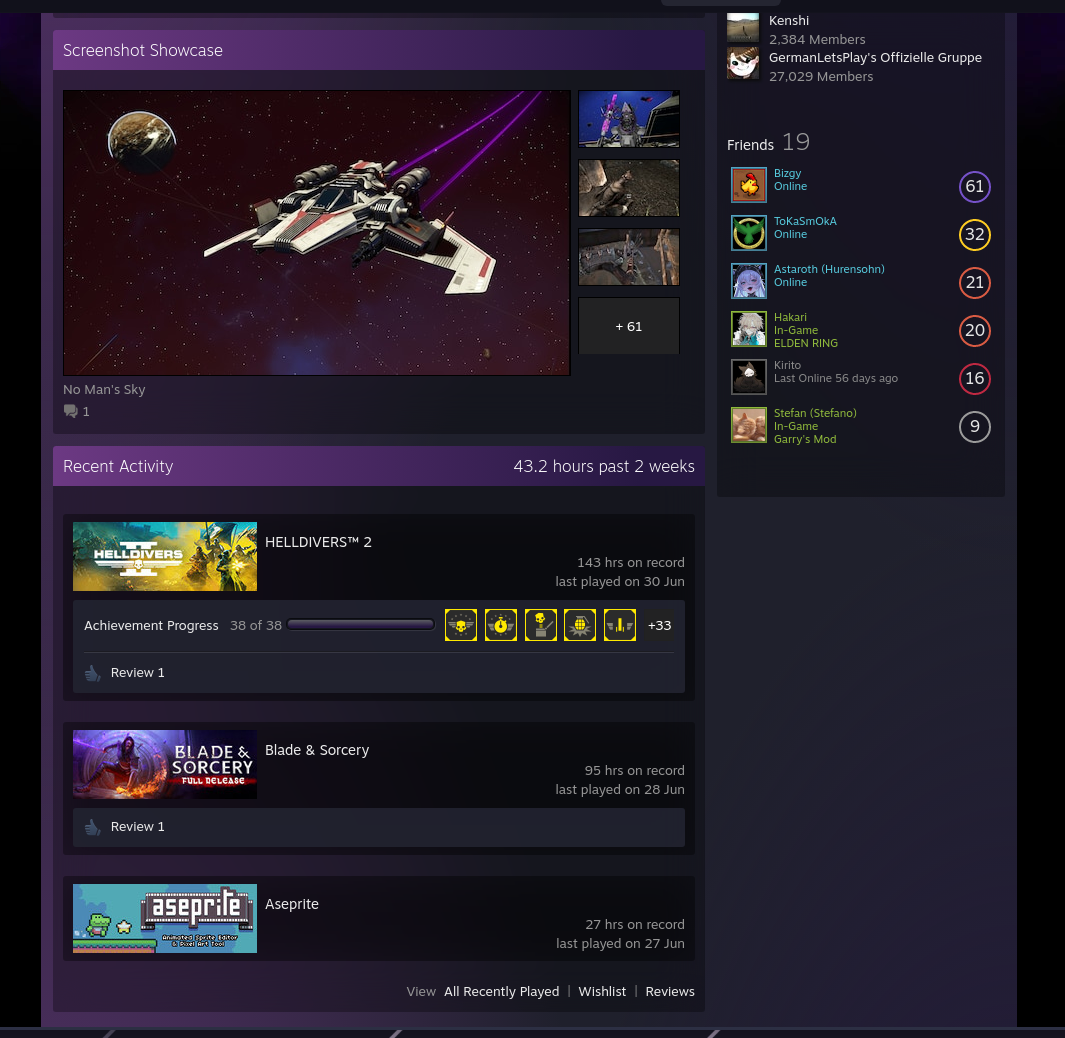 Screenshot Showcase
+ 61
No Man's Sky
1
Recent Activity
43.2 hours past 2 weeks
HELLDIVERS
II
HELLDIVERS™ 2
143 hrs on record
last played on 30 Jun
Achievement Progress 38 of 38
+33
Review 1
BLADE &
SORCERY
FULL RELEASE
Blade & Sorcery
95 hrs on record
last played on 28 Jun
Review 1
aseprite
Animated Sprite Editor
& Pixel Art Tool
Aseprite
27 hrs on record
last played on 27 Jun
View All Recently Played | Wishlist | Reviews
Kenshi
2,384 Members
GermanLetsPlay's Offizielle Gruppe
27,029 Members
Friends 19
Bizgy
Online
61
ToKaSmOkA
Online
32
Astaroth (Hurensohn)
Online
21
Hakari
In-Game
ELDEN RING
20
Kirito
Last Online 56 days ago
16
Stefan (Stefano)
In-Game
Garry's Mod
9